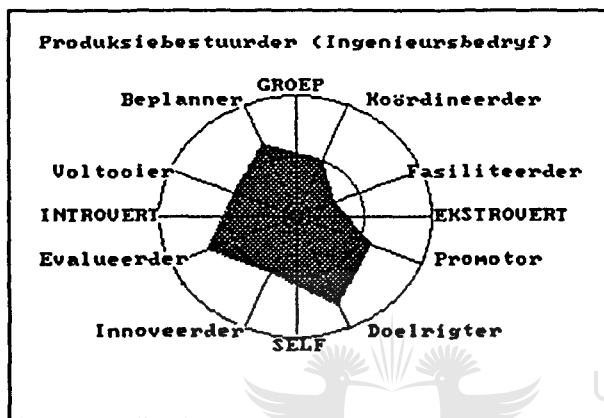 Produksiebestuurder (Ingenieursbedryf)
GROEP
Beplanner Koördineerder
Voltooier Fasiliteerder
INTROVERT EKSTROVERT
Evalueerder Promotor
Innoveerder Doelrigter
SELF